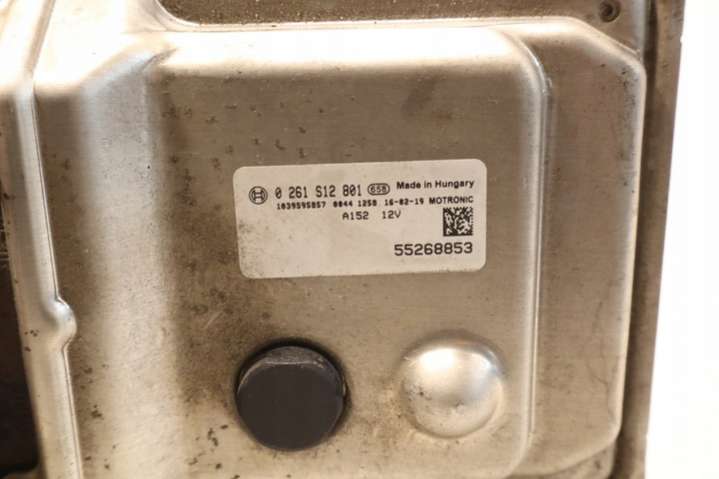 0 261 S12 801 658 Made in Hungary
1039S95857 0044 1258 16-02-19 MOTRONIC
A152 12V
55268853